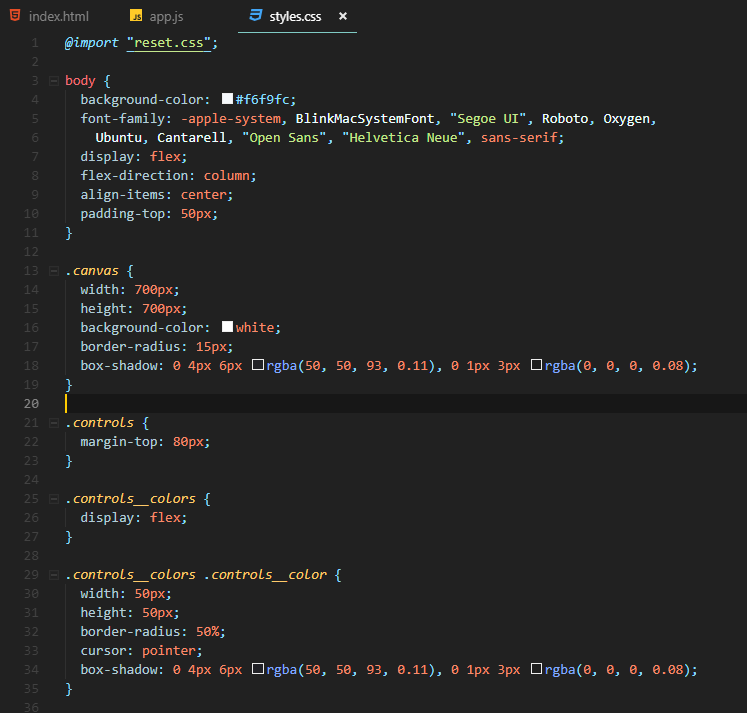 index.html
JS app.js
styles.css ×
1 @import "reset.css";
2
3 body {
4 background-color: #f6f9fc;
5 font-family: -apple-system, BlinkMacSystemFont, "Segoe UI", Roboto, Oxygen,
6 Ubuntu, Cantarell, "Open Sans", "Helvetica Neue", sans-serif;
7 display: flex;
8 flex-direction: column;
9 align-items: center;
10 padding-top: 50px;
11 }
12
13 .canvas {
14 width: 700px;
15 height: 700px;
16 background-color: white;
17 border-radius: 15px;
18 box-shadow: 0 4px 6px rgba(50, 50, 93, 0.11), 0 1px 3px rgba(0, 0, 0, 0.08);
19 }
20
21 .controls {
22 margin-top: 80px;
23 }
24
25 .controls__colors {
26 display: flex;
27 }
28
29 .controls__colors .controls__color {
30 width: 50px;
31 height: 50px;
32 border-radius: 50%;
33 cursor: pointer;
34 box-shadow: 0 4px 6px rgba(50, 50, 93, 0.11), 0 1px 3px rgba(0, 0, 0, 0.08);
35 }
36